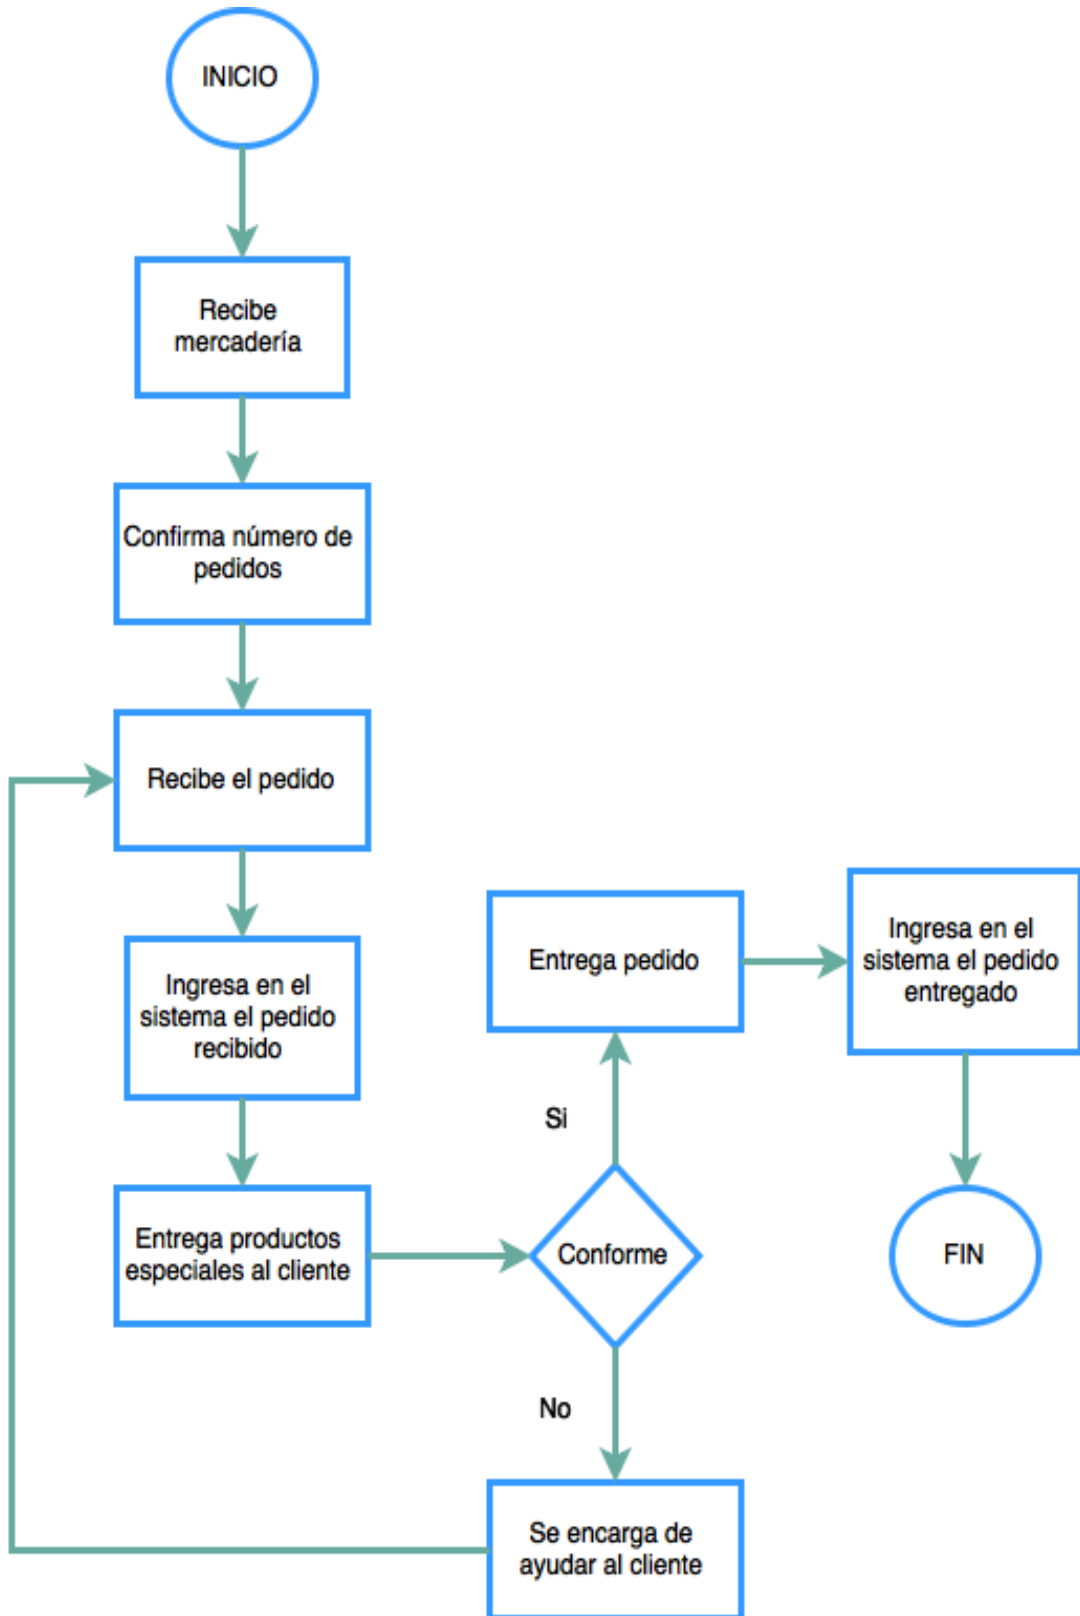 INICIO
Recibe
mercadería
Confirma número de
pedidos
Recibe el pedido
Ingresa en el
sistema el pedido
recibido
Entrega productos
especiales al cliente
Conforme
Si
Entrega pedido
Ingresa en el
sistema el pedido
entregado
FIN
No
Se encarga de
ayudar al cliente